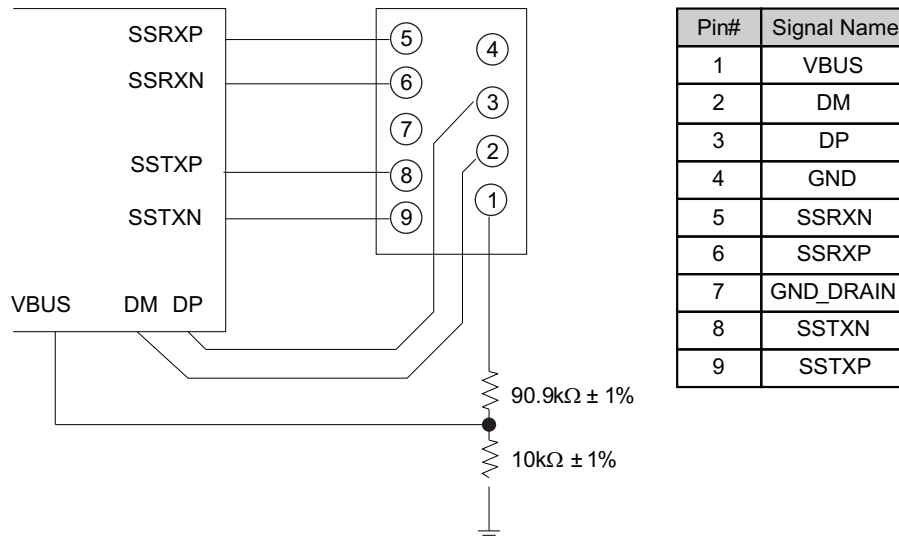 SSRXP
SSRXN
SSTXP
SSTXN
VBUS DM DP
5
6
7
8
9
4
3
2
1
90.9kΩ ± 1%
10kΩ ± 1%
Pin# Signal Name
1 VBUS
2 DM
3 DP
4 GND
5 SSRXN
6 SSRXP
7 GND_DRAIN
8 SSTXN
9 SSTXP